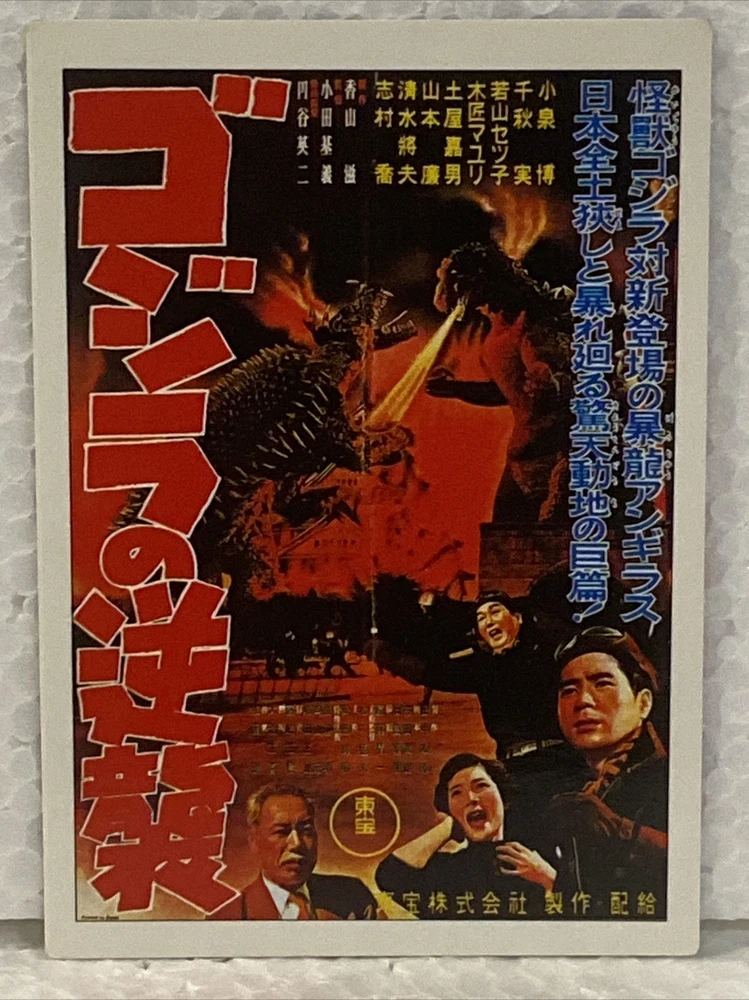 怪獣ゴジラ対新登場の暴龍アンギラス
日本全土狭しと暴れ廻る驚天動地の巨篇!
小泉 博
千秋 実
若山セツ子
木匠マユリ
土屋嘉男
山本 廉
清水將夫
志村 喬
香山 滋
小田基義
円谷英二
ゴジラの逆襲
東宝
東宝株式会社 製作・配給